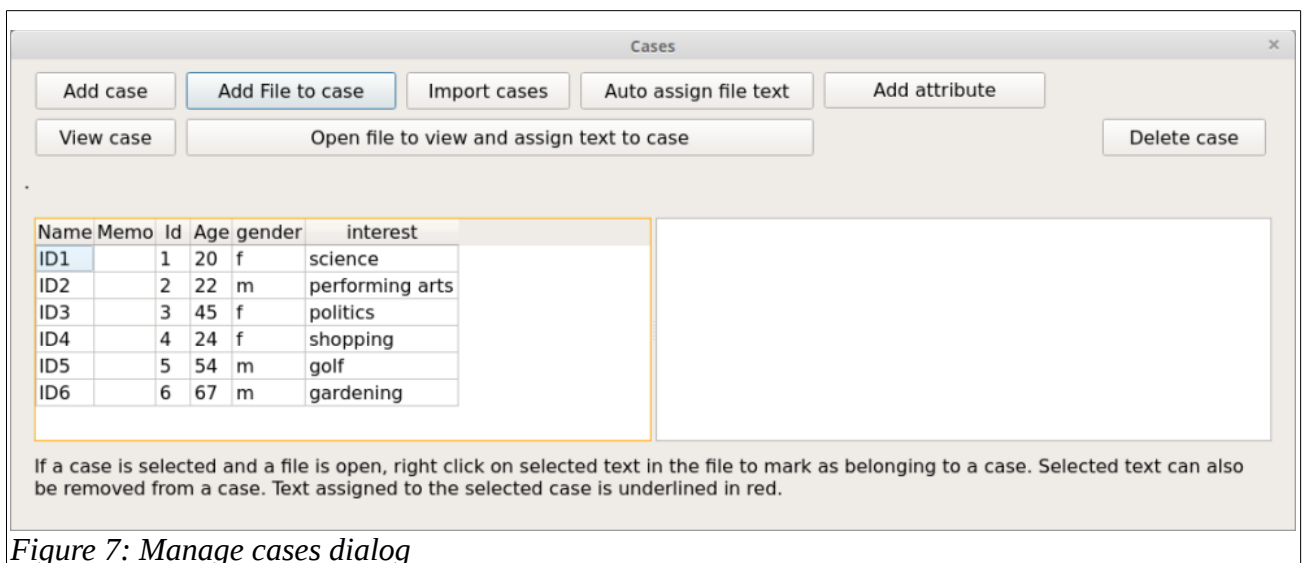 Cases ×
Add case Add File to case Import cases Auto assign file text Add attribute
View case Open file to view and assign text to case Delete case
.
Name Memo Id Age gender interest
ID1 1 20 f science
ID2 2 22 m performing arts
ID3 3 45 f politics
ID4 4 24 f shopping
ID5 5 54 m golf
ID6 6 67 m gardening
If a case is selected and a file is open, right click on selected text in the file to mark as belonging to a case. Selected text can also
be removed from a case. Text assigned to the selected case is underlined in red.
Figure 7: Manage cases dialog